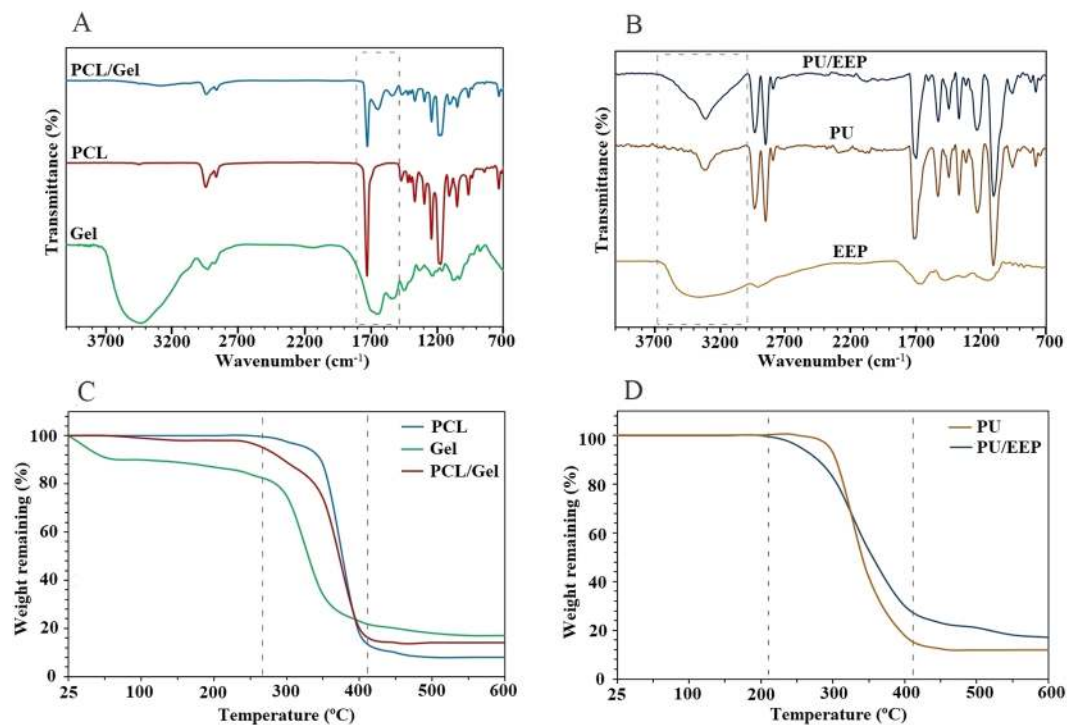 A
PCL/Gel
PCL
Gel
Transmittance (%)
3700 3200 2700 2200 1700 1200 700
Wavenumber (cm-1)
B
PU/EEP
PU
EEP
Transmittance (%)
3700 3200 2700 2200 1700 1200 700
Wavenumber (cm-1)
C
PCL
Gel
PCL/Gel
Weight remaining (%)
100
80
60
40
20
0
25 100 200 300 400 500 600
Temperature (ºC)
D
PU
PU/EEP
Weight remaining (%)
100
80
60
40
20
0
25 100 200 300 400 500 600
Temperature (ºC)